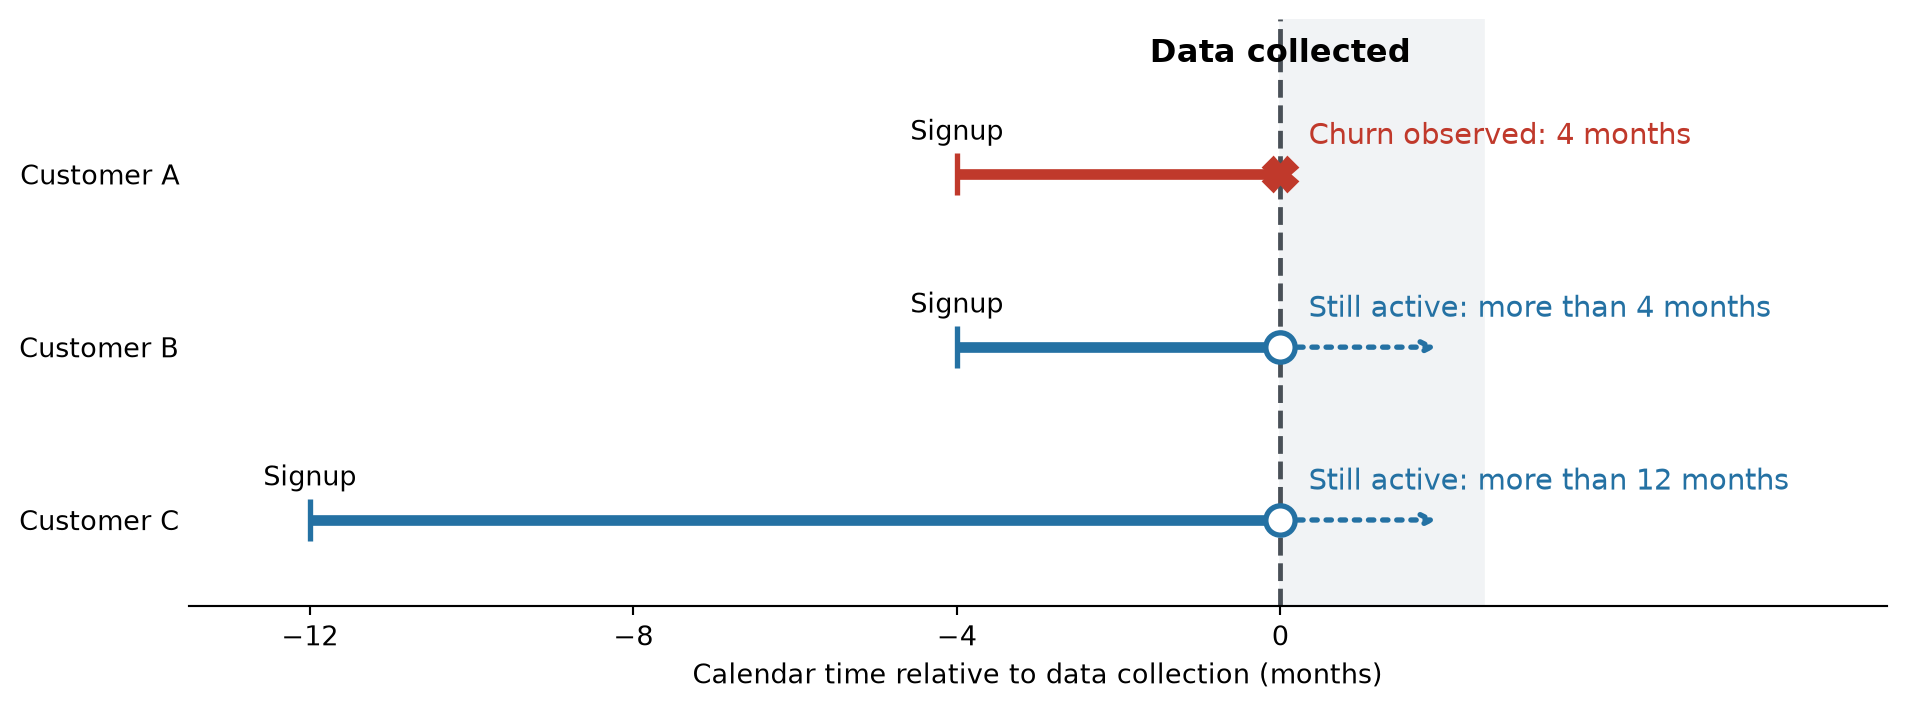 Data collected
Signup
Churn observed: 4 months
Customer A
Signup
Still active: more than 4 months
Customer B
Signup
Still active: more than 12 months
Customer C
−12
−8
−4
0
Calendar time relative to data collection (months)